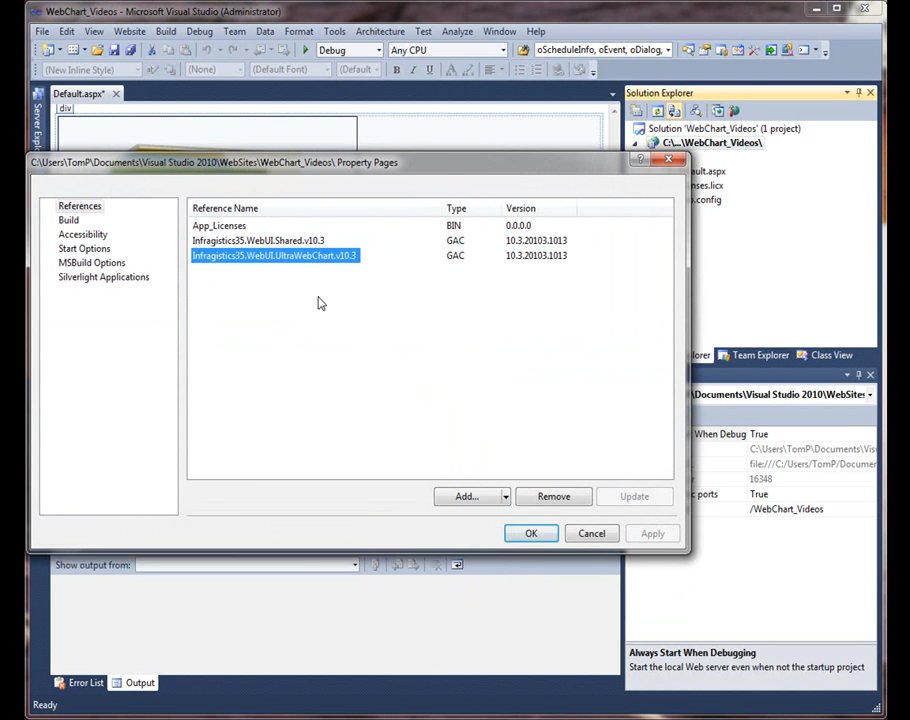 WebChart_Videos - Microsoft Visual Studio (Administrator)
File Edit View Website Build Debug Team Data Format Tools Architecture Test Analyze Window Help
Debug Any CPU oScheduleInfo, oEvent, oDialog,
(New Inline Style) (None) (Default Font) (Default B I U A
Default.aspx*
Solution Explorer
div
Server Explorer
Solution 'WebChart_Videos' (1 project)
C:\...\WebChart_Videos\
C:\Users\TomP\Documents\Visual Studio 2010\WebSites\WebChart_Videos\ Property Pages
?
ault.aspx
nses.licx
b.config
References
Build
Accessibility
Start Options
MSBuild Options
Silverlight Applications
Reference Name Type Version
App_Licenses BIN 0.0.0.0
Infragistics35.WebUI.Shared.v10.3 GAC 10.3.20103.1013
Infragistics35.WebUI.UltraWebChart.v10.3 GAC 10.3.20103.1013
orer Team Explorer Class View
Documents\Visual Studio 2010\WebSites
When Debug True
C:\Users\TomP\Documents\Vis
file:///C:/Users/TomP/Documen
16348
c ports True
/WebChart_Videos
Add... Remove Update
OK Cancel Apply
Show output from:
Always Start When Debugging
Start the local Web server even when not the startup project
Error List Output
Ready